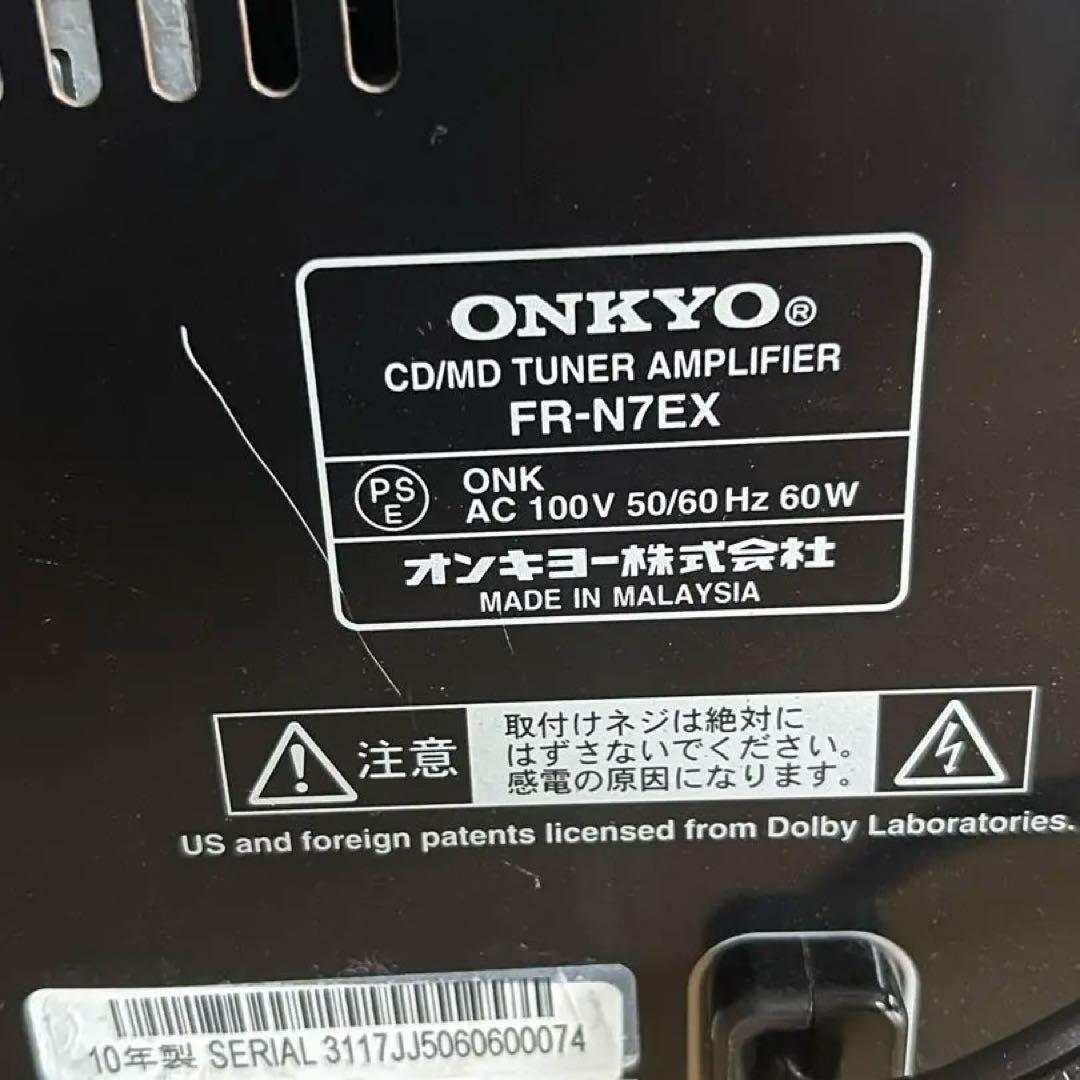 ONKYO®
CD/MD TUNER AMPLIFIER
FR-N7EX
PSE
ONK
AC 100V 50/60 Hz 60W
オンキヨー株式会社
MADE IN MALAYSIA
注意
取付けネジは絶対に
はずさないでください。
感電の原因になります。
US and foreign patents licensed from Dolby Laboratories.
10年製 SERIAL 3117JJ5060600074